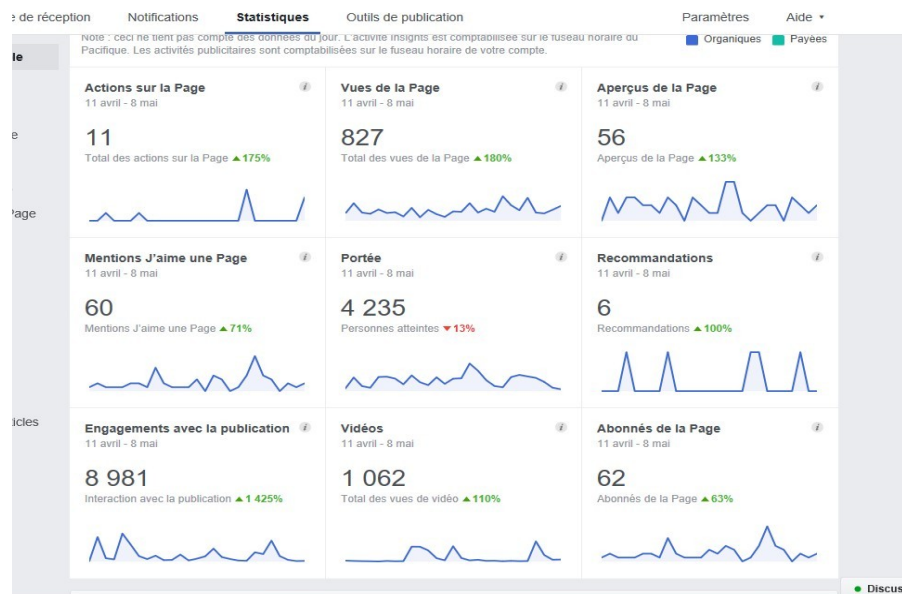 e de réception Notifications Statistiques Outils de publication Paramètres Aide
Note : ceci ne tient pas compte des données du jour. L'activité Insights est comptabilisée sur le fuseau horaire du
Pacifique. Les activités publicitaires sont comptabilisées sur le fuseau horaire de votre compte.
Organiques Payées
le
e
Page
icles
Actions sur la Page
11 avril - 8 mai
11
Total des actions sur la Page ▲175%
Vues de la Page
11 avril - 8 mai
827
Total des vues de la Page ▲180%
Aperçus de la Page
11 avril - 8 mai
56
Aperçus de la Page ▲133%
Mentions J'aime une Page
11 avril - 8 mai
60
Mentions J'aime une Page ▲71%
Portée
11 avril - 8 mai
4 235
Personnes atteintes ▼13%
Recommandations
11 avril - 8 mai
6
Recommandations ▲100%
Engagements avec la publication
11 avril - 8 mai
8 981
Interaction avec la publication ▲1 425%
Vidéos
11 avril - 8 mai
1 062
Total des vues de vidéo ▲110%
Abonnés de la Page
11 avril - 8 mai
62
Abonnés de la Page ▲63%
Discus